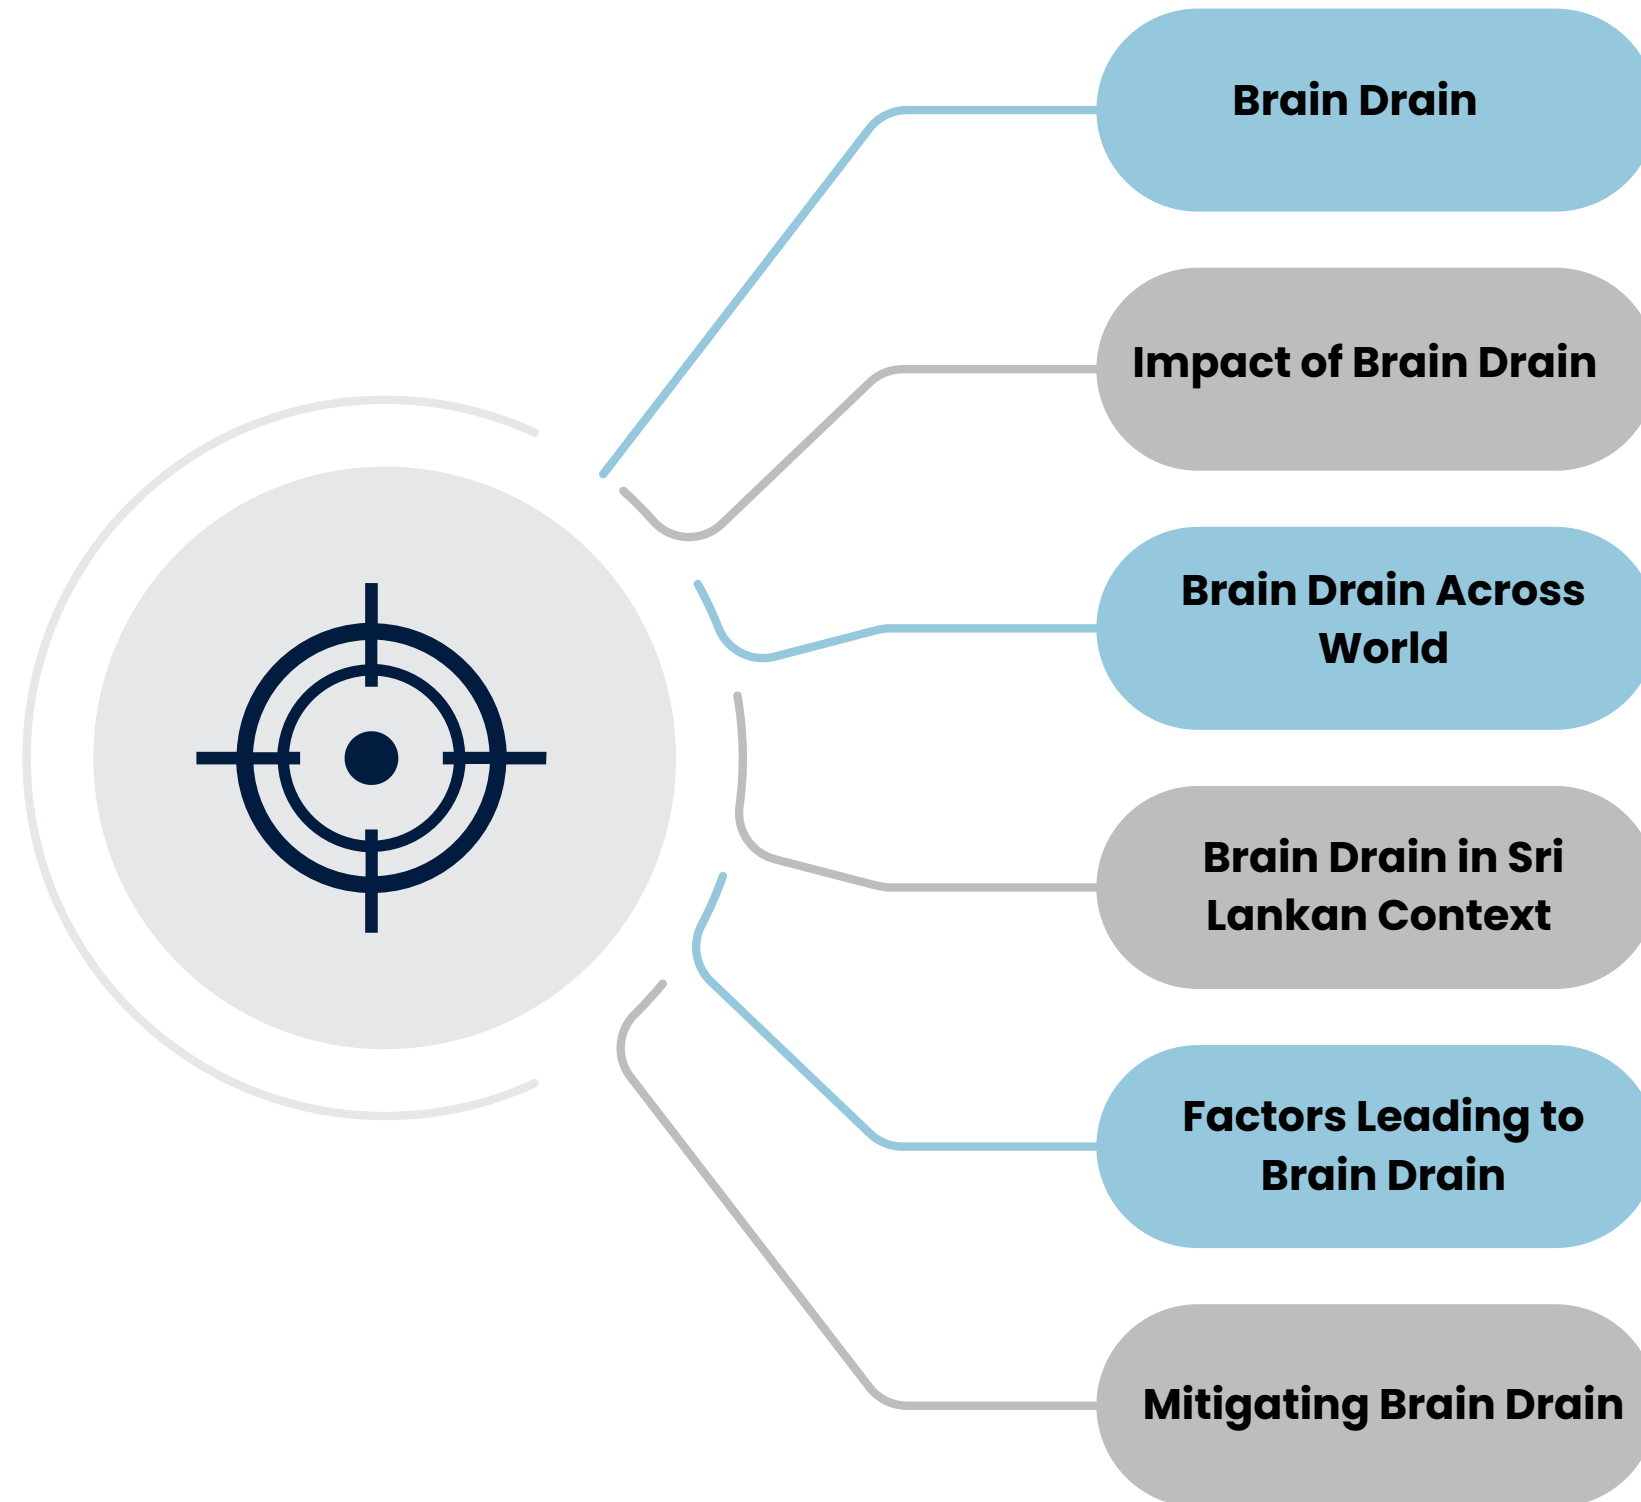 Brain Drain
Impact of Brain Drain
Brain Drain Across
World
Brain Drain in Sri
Lankan Context
Factors Leading to
Brain Drain
Mitigating Brain Drain